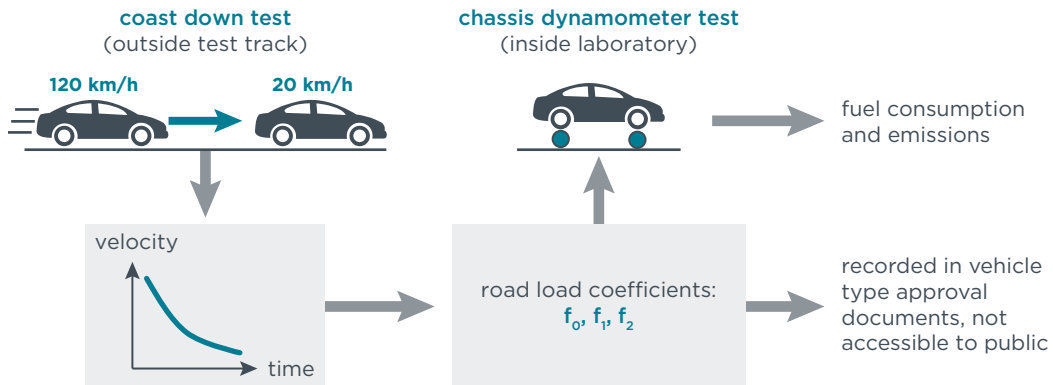 coast down test
(outside test track)
120 km/h
20 km/h
chassis dynamometer test
(inside laboratory)
fuel consumption
and emissions
velocity
time
road load coefficients:
f₀, f₁, f₂
recorded in vehicle
type approval
documents, not
accessible to public